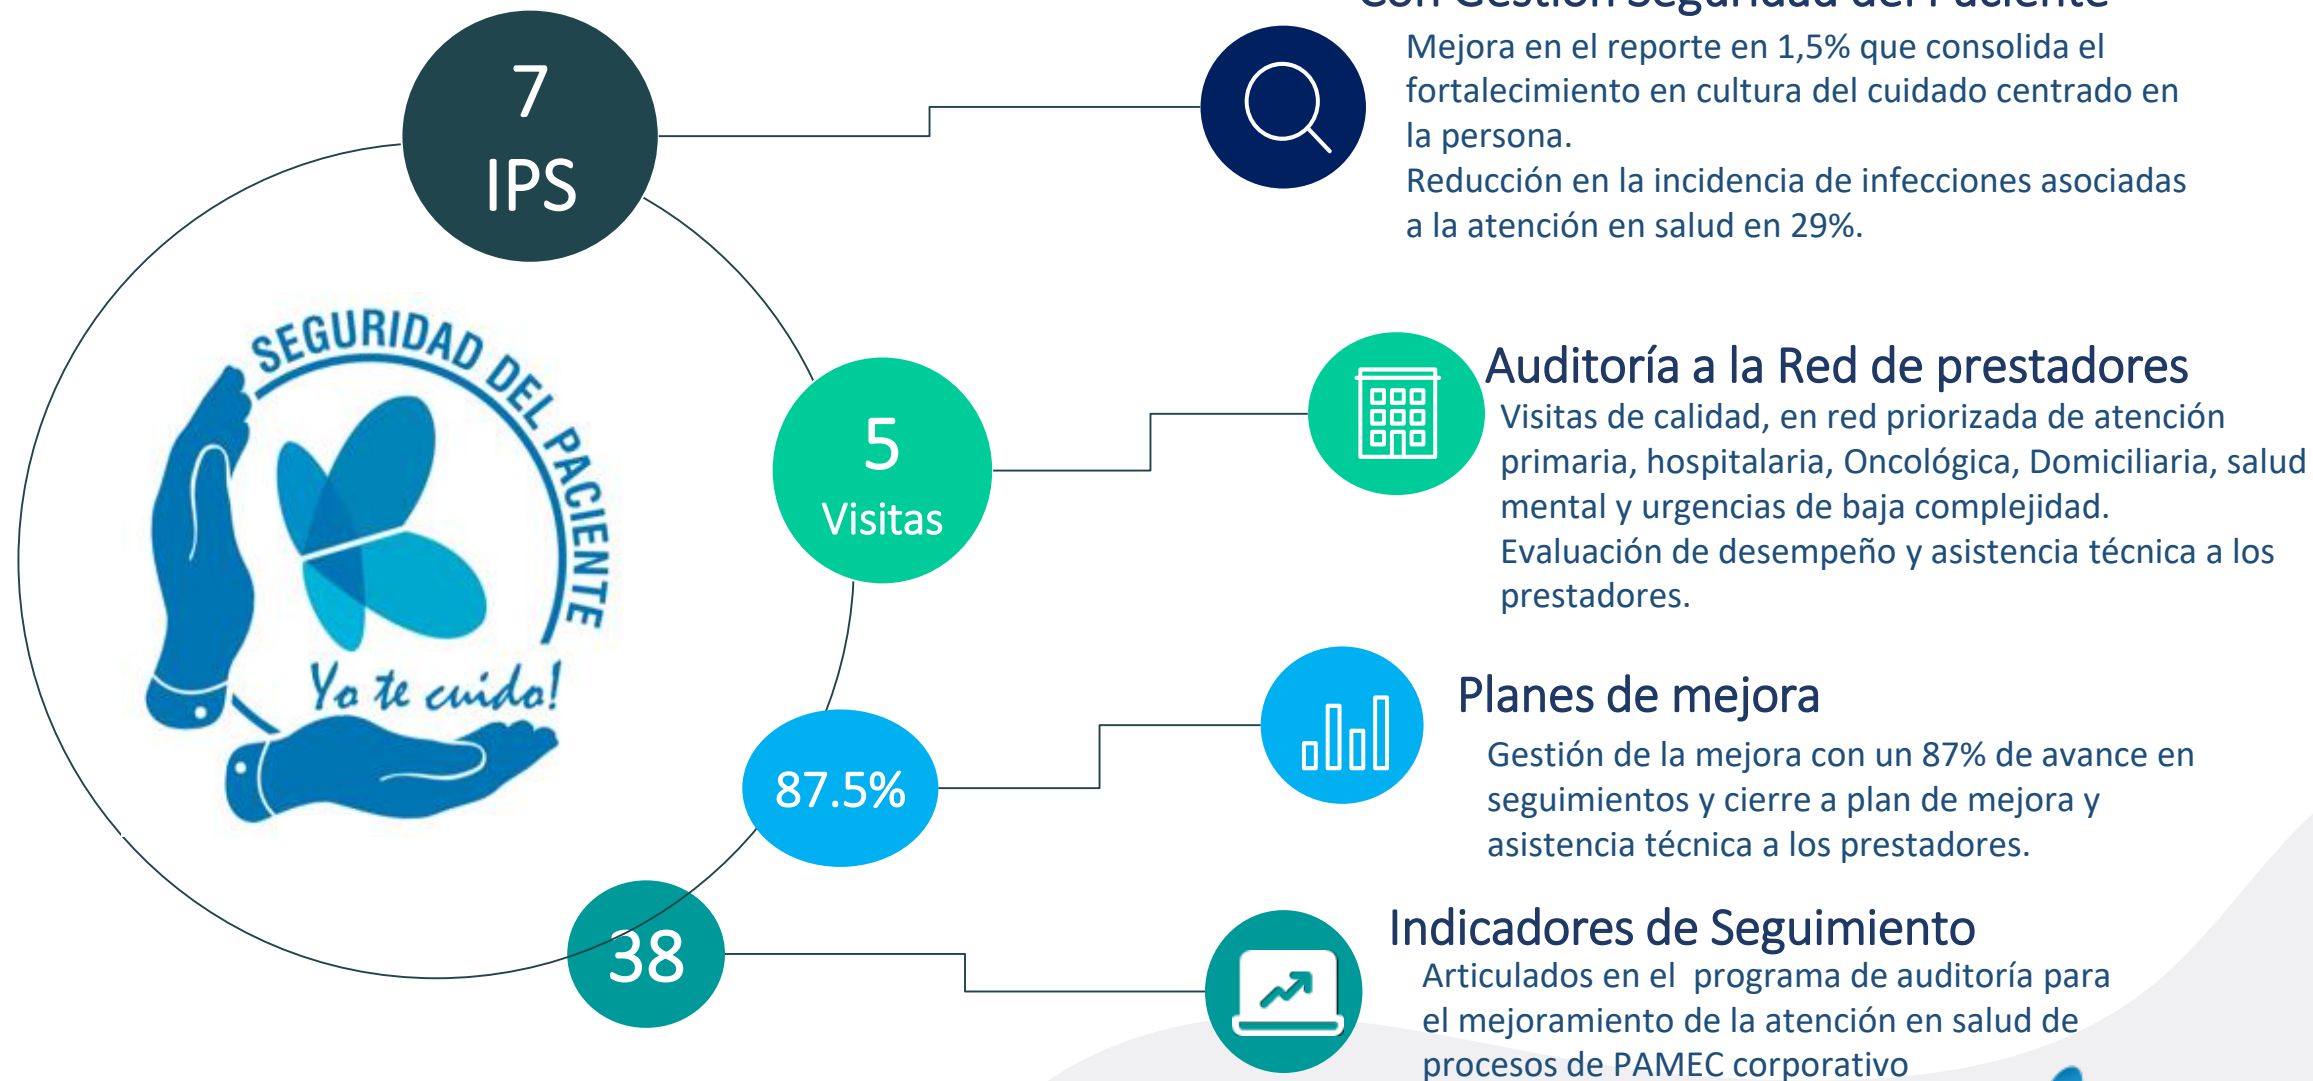 Con Gestión Seguridad del Paciente
7
IPS
Mejora en el reporte en 1,5% que consolida el
fortalecimiento en cultura del cuidado centrado en
la persona.
Reducción en la incidencia de infecciones asociadas
a la atención en salud en 29%.
SEGURIDAD DEL PACIENTE
Yo te cuido!
5
Visitas
Auditoría a la Red de prestadores
Visitas de calidad, en red priorizada de atención
primaria, hospitalaria, Oncológica, Domiciliaria, salud
mental y urgencias de baja complejidad.
Evaluación de desempeño y asistencia técnica a los
prestadores.
87.5%
Planes de mejora
Gestión de la mejora con un 87% de avance en
seguimientos y cierre a plan de mejora y
asistencia técnica a los prestadores.
38
Indicadores de Seguimiento
Articulados en el  programa de auditoría para
el mejoramiento de la atención en salud de
procesos de PAMEC corporativo